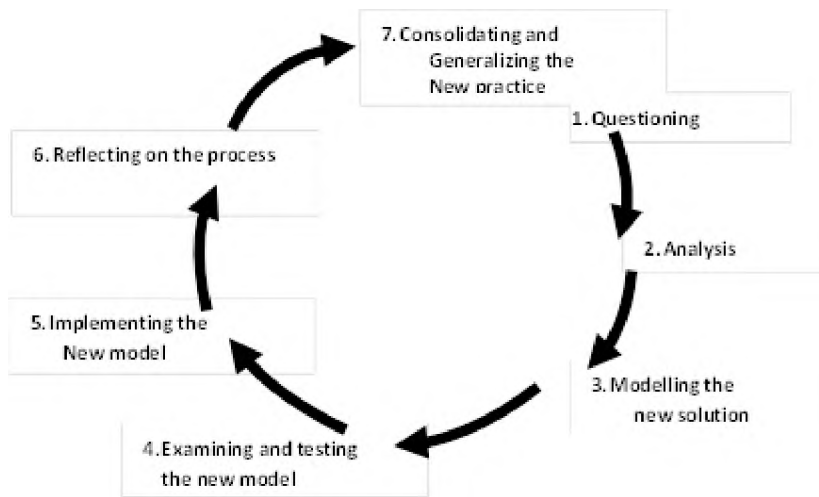 7. Consolidating and
Generalizing the
New practice
1. Questioning
2. Analysis
3. Modelling the
new solution
4. Examining and testing
the new model
5. Implementing the
New model
6. Reflecting on the process